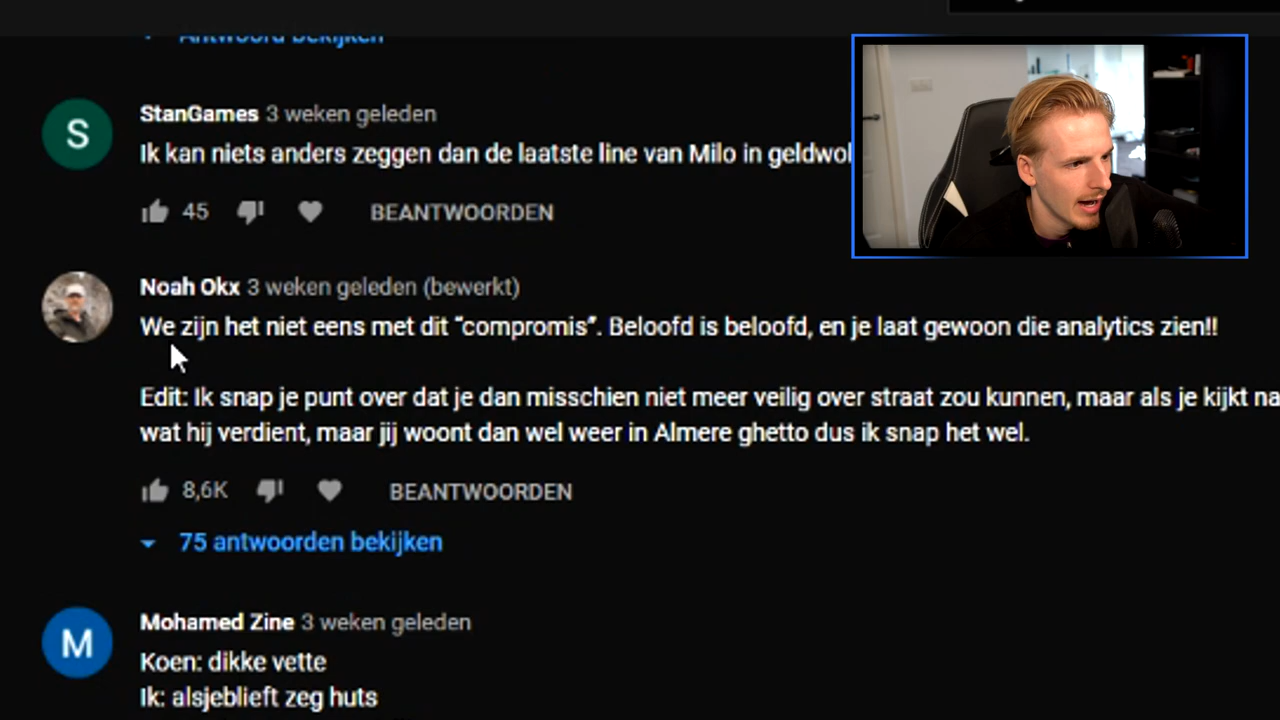 Antwoord bekijken
S
StanGames 3 weken geleden
Ik kan niets anders zeggen dan de laatste line van Milo in
45 BEANTWOORDEN
Noah Okx 3 weken geleden (bewerkt)
We zijn het niet eens met dit “compromis”. Beloofd is beloofd, en je laat gewoon die analytics zien!!
Edit: Ik snap je punt over dat je dan misschien niet meer veilig over straat zou kunnen, maar als je kijkt
wat hij verdient, maar jij woont dan wel weer in Almere ghetto dus ik snap het wel.
8,6K BEANTWOORDEN
75 antwoorden bekijken
M
Mohamed Zine 3 weken geleden
Koen: dikke vette
Ik: alsjeblieft zeg huts